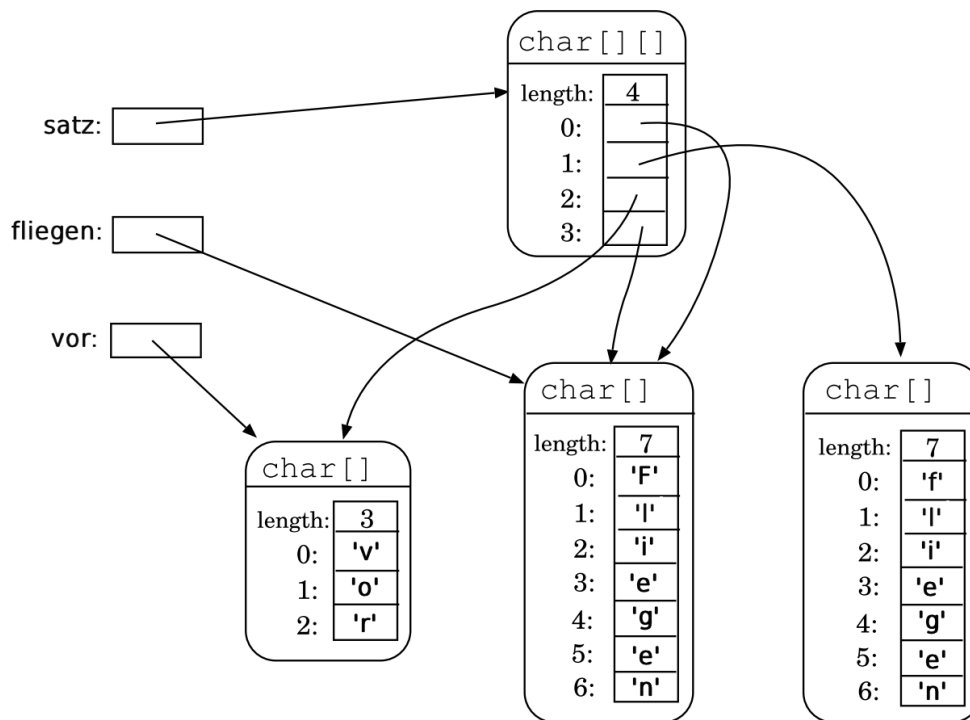 char[][]
length: 4
0:
1:
2:
3:
satz:
fliegen:
vor:
char[]
length: 3
0: 'v'
1: 'o'
2: 'r'
char[]
length: 7
0: 'F'
1: 'l'
2: 'i'
3: 'e'
4: 'g'
5: 'e'
6: 'n'
char[]
length: 7
0: 'f'
1: 'l'
2: 'i'
3: 'e'
4: 'g'
5: 'e'
6: 'n'